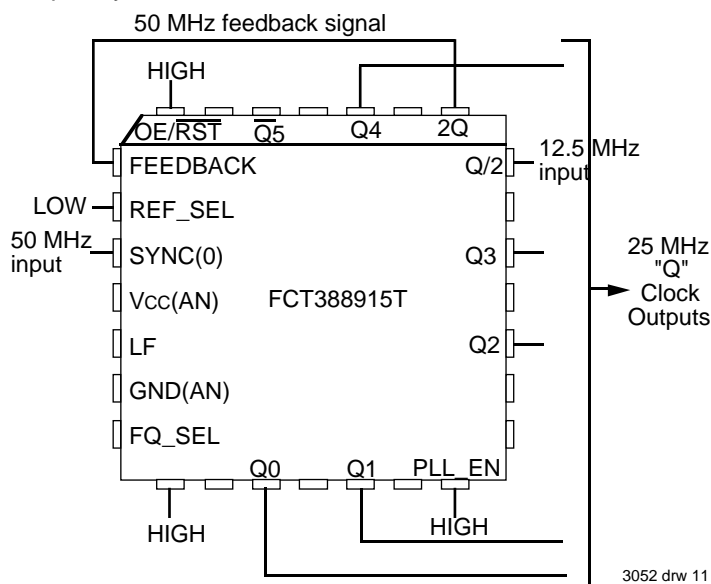 50 MHz feedback signal
HIGH
OE/RST Q5 Q4 2Q
FEEDBACK
Q/2
12.5 MHz
input
LOW
REF_SEL
50 MHz
input
SYNC(0)
Q3
25 MHz
"Q"
Clock
Outputs
VCC(AN)
FCT388915T
LF
Q2
GND(AN)
FQ_SEL
Q0 Q1 PLL_EN
HIGH
HIGH
3052 drw 11